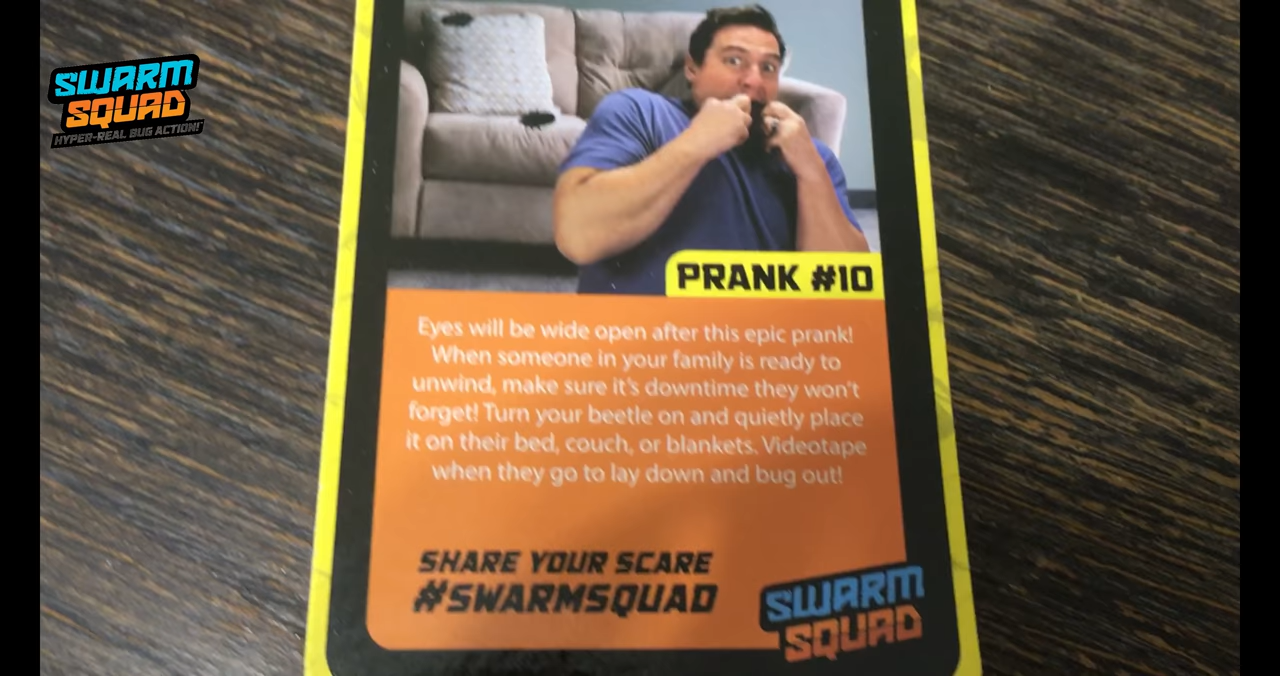 SWARM
SQUAD
HYPER-REAL BUG ACTION!
PRANK #10
Eyes will be wide open after this epic prank!
When someone in your family is ready to
unwind, make sure it's downtime they won't
forget! Turn your beetle on and quietly place
it on their bed, couch, or blankets. Videotape
when they go to lay down and bug out!
SHARE YOUR SCARE
#SWARMSQUAD
SWARM
SQUAD